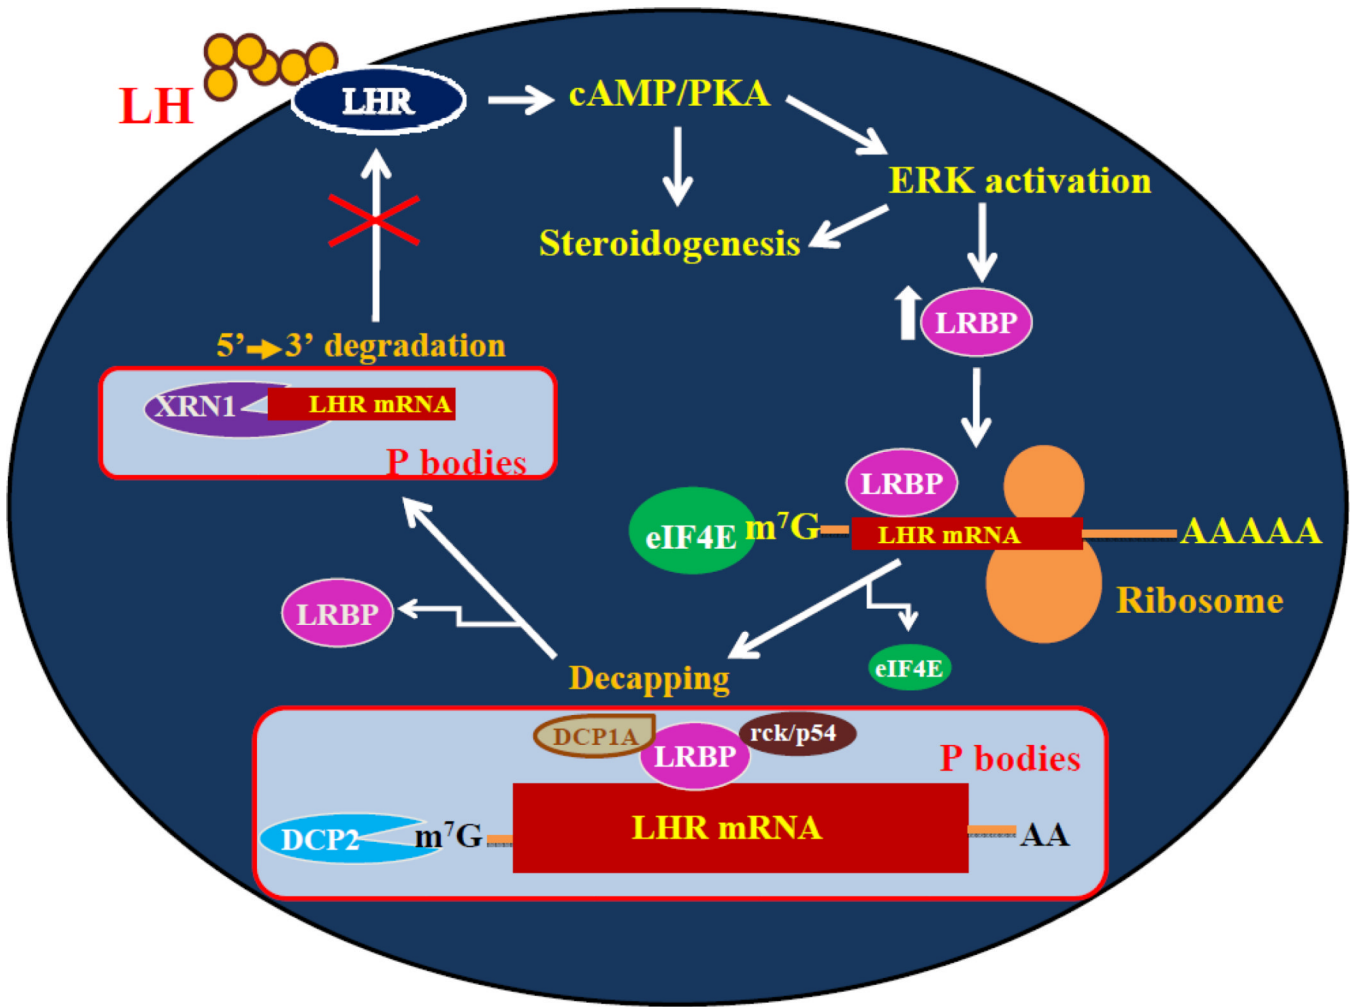 LH
LHR
cAMP/PKA
ERK activation
Steroidogenesis
LRBP
5’ 3’ degradation
XRN1
LHR mRNA
P bodies
LRBP
eIF4E
m⁷G
LHR mRNA
AAAAA
Ribosome
LRBP
eIF4E
Decapping
DCP1A
LRBP
rck/p54
P bodies
DCP2
m⁷G
LHR mRNA
AA